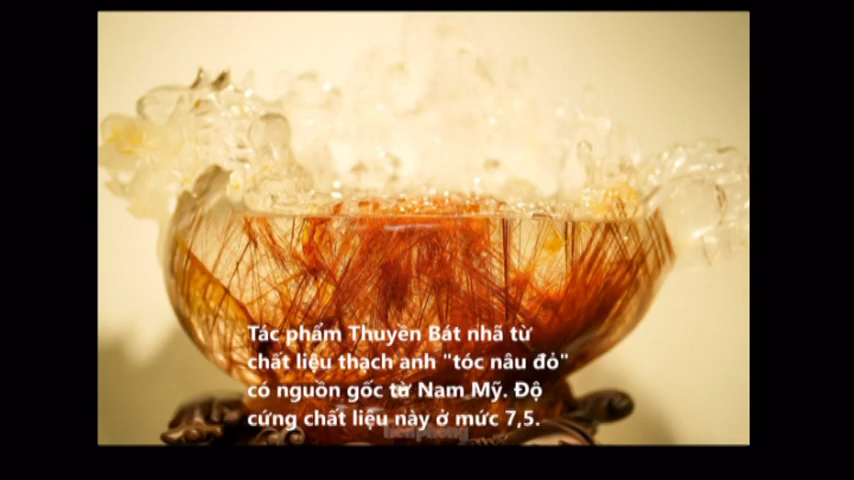 Tác phẩm Thuyền Bát nhã từ
chất liệu thạch anh "tóc nâu đỏ"
có nguồn gốc từ Nam Mỹ. Độ
cứng chất liệu này ở mức 7,5.